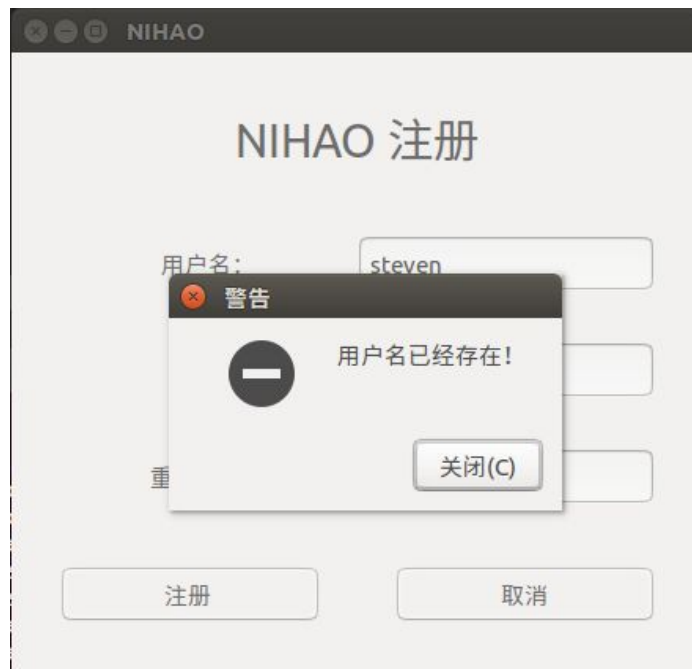 NIHAO
NIHAO 注册
用户名: steven
警告
用户名已经存在!
关闭(C)
重
注册 取消